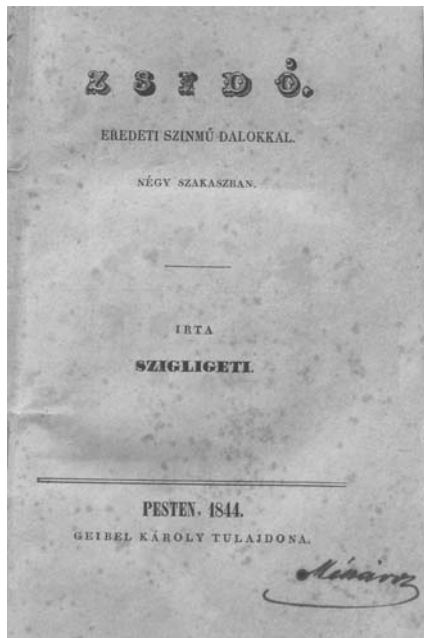 ZSIDÓ.
EREDETI SZINMŰ DALOKKAL.
NÉGY SZAKASZBAN.
IRTA
SZIGLIGETI.
PESTEN. 1844.
GEIBEL KÁROLY TULAJDONA.